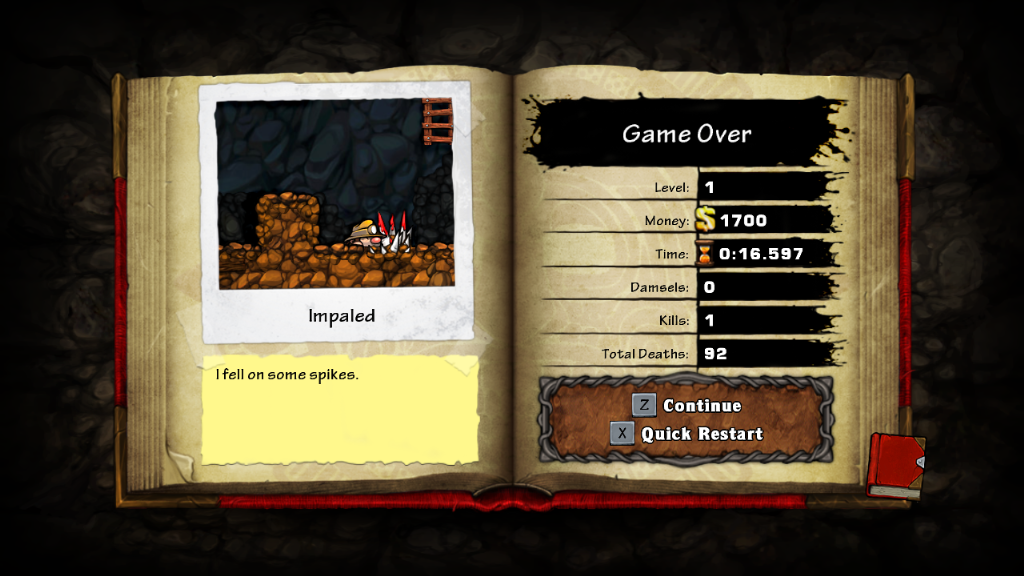 Impaled
I fell on some spikes.
Game Over
Level: 1
Money: $ 1700
Time: 0:16.597
Damsels: 0
Kills: 1
Total Deaths: 92
Z Continue
X Quick Restart